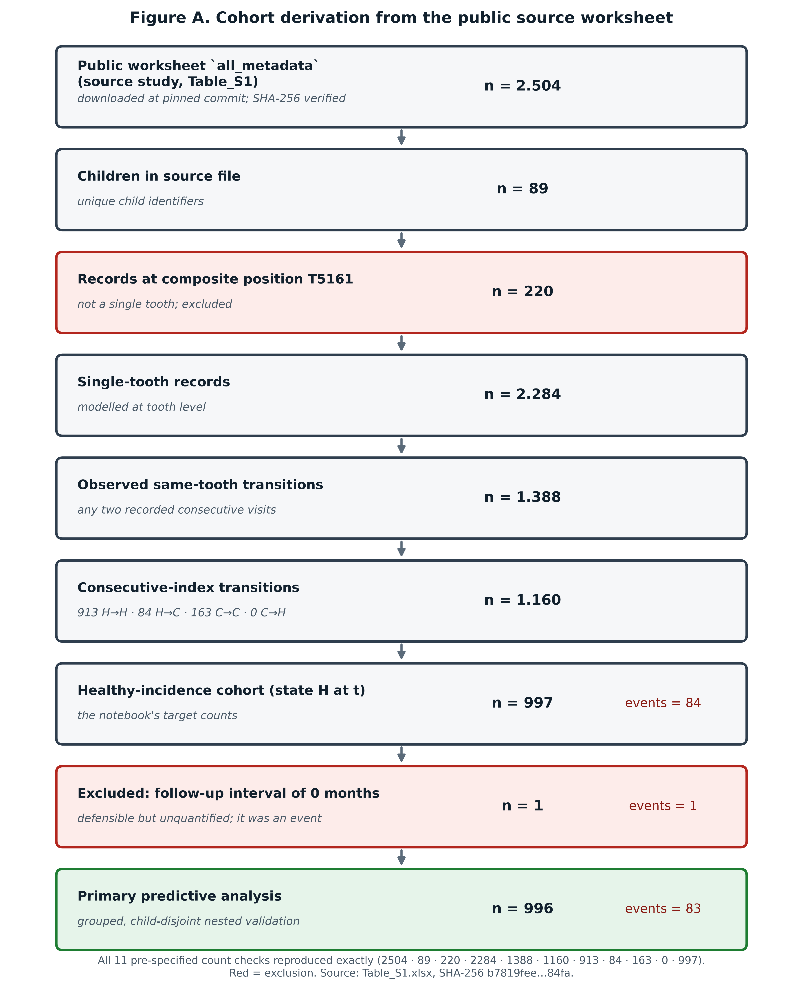 Figure A. Cohort derivation from the public source worksheet
Public worksheet `all_metadata`
(source study, Table_S1)
downloaded at pinned commit; SHA-256 verified
n = 2.504
Children in source file
unique child identifiers
n = 89
Records at composite position T5161
not a single tooth; excluded
n = 220
Single-tooth records
modelled at tooth level
n = 2.284
Observed same-tooth transitions
any two recorded consecutive visits
n = 1.388
Consecutive-index transitions
913 H→H · 84 H→C · 163 C→C · 0 C→H
n = 1.160
Healthy-incidence cohort (state H at t)
the notebook's target counts
n = 997
events = 84
Excluded: follow-up interval of 0 months
defensible but unquantified; it was an event
n = 1
events = 1
Primary predictive analysis
grouped, child-disjoint nested validation
n = 996
events = 83
All 11 pre-specified count checks reproduced exactly (2504 · 89 · 220 · 2284 · 1388 · 1160 · 913 · 84 · 163 · 0 · 997).
Red = exclusion. Source: Table_S1.xlsx, SHA-256 b7819fee…84fa.